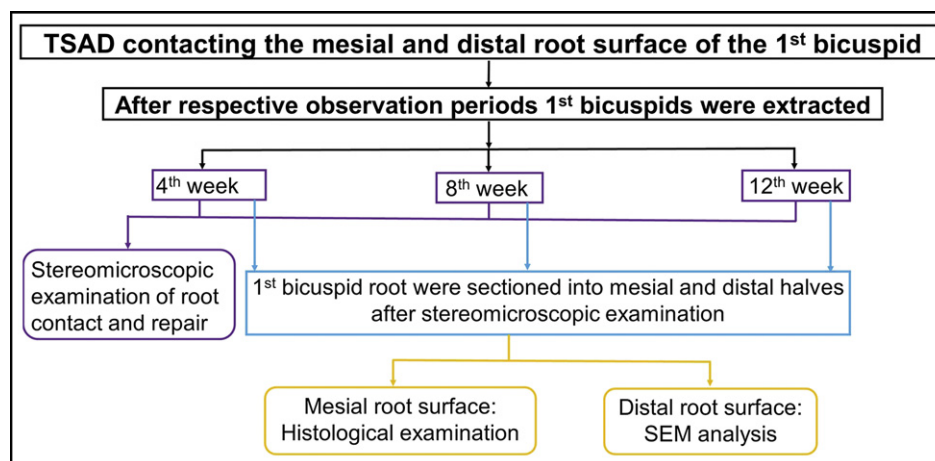 TSAD contacting the mesial and distal root surface of the 1st bicuspid
After respective observation periods 1st bicuspids were extracted
4th week
8th week
12th week
Stereomicroscopic
examination of root
contact and repair
1st bicuspid root were sectioned into mesial and distal halves
after stereomicroscopic examination
Mesial root surface:
Histological examination
Distal root surface:
SEM analysis